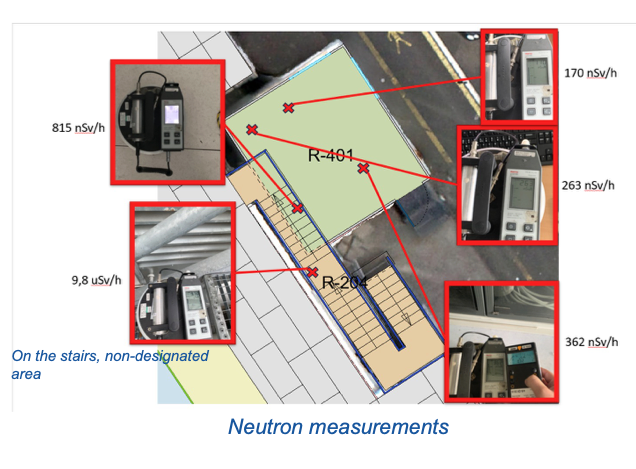 170 nSv/h
815 nSv/h
R-401
263 nSv/h
9,8 uSv/h
R-204
362 nSv/h
On the stairs, non-designated
area
Neutron measurements